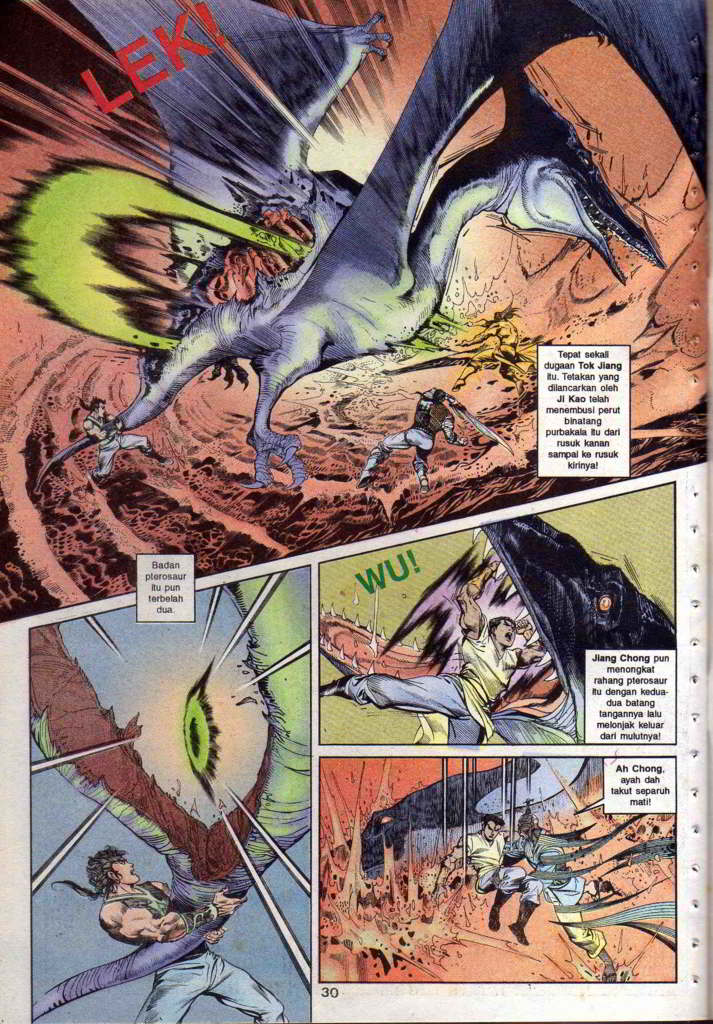 LEK!
Tepat sekali
dugaan Tok Jiang
itu. Tetakan yang
dilancarkan oleh
Ji Kao telah
menembusi perut
binatang
purbakala itu dari
rusuk kanan
sampai ke rusuk
kirinya!
Badan
pterosaur
itu pun
terbelah
dua.
WU!
Jiang Chong pun
menongkat
rahang pterosaur
itu dengan kedua-
dua batang
tangannya lalu
melonjak keluar
dari mulutnya!
Ah Chong,
ayah dah
takut separuh
mati!
30